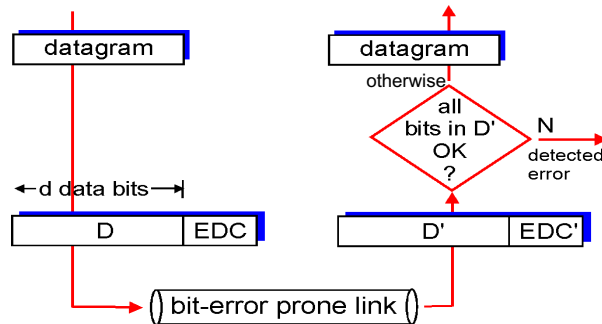 datagram
d data bits
D
EDC
bit-error prone link
datagram
otherwise
all
bits in D'
OK
?
N
detected
error
D'
EDC'